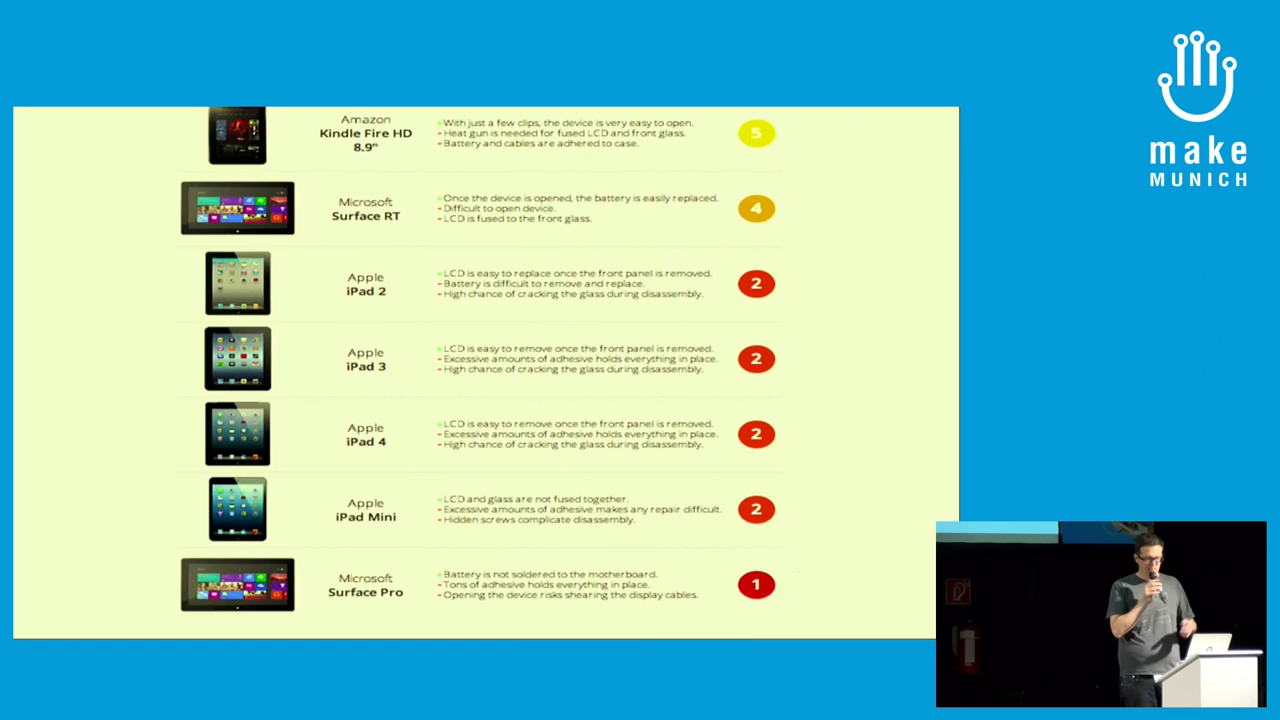 make
MUNICH
Amazon
Kindle Fire HD
8.9"
With just a few clips, the device is very easy to open.
Heat gun is needed for fused LCD and front glass.
Battery and cables are adhered to case.
5
Microsoft
Surface RT
Once the device is opened, the battery is easily replaced.
Difficult to open device.
LCD is fused to the front glass.
4
Apple
iPad 2
LCD is easy to replace once the front panel is removed.
Battery is difficult to remove and replace.
High chance of cracking the glass during disassembly.
2
Apple
iPad 3
LCD is easy to remove once the front panel is removed.
Excessive amounts of adhesive holds everything in place.
High chance of cracking the glass during disassembly.
2
Apple
iPad 4
LCD is easy to remove once the front panel is removed.
Excessive amounts of adhesive holds everything in place.
High chance of cracking the glass during disassembly.
2
Apple
iPad Mini
LCD and glass are not fused together.
Excessive amounts of adhesive makes any repair difficult.
Hidden screws complicate disassembly.
2
Microsoft
Surface Pro
Battery is not soldered to the motherboard.
Tons of adhesive holds everything in place.
Opening the device risks shearing the display cables.
1